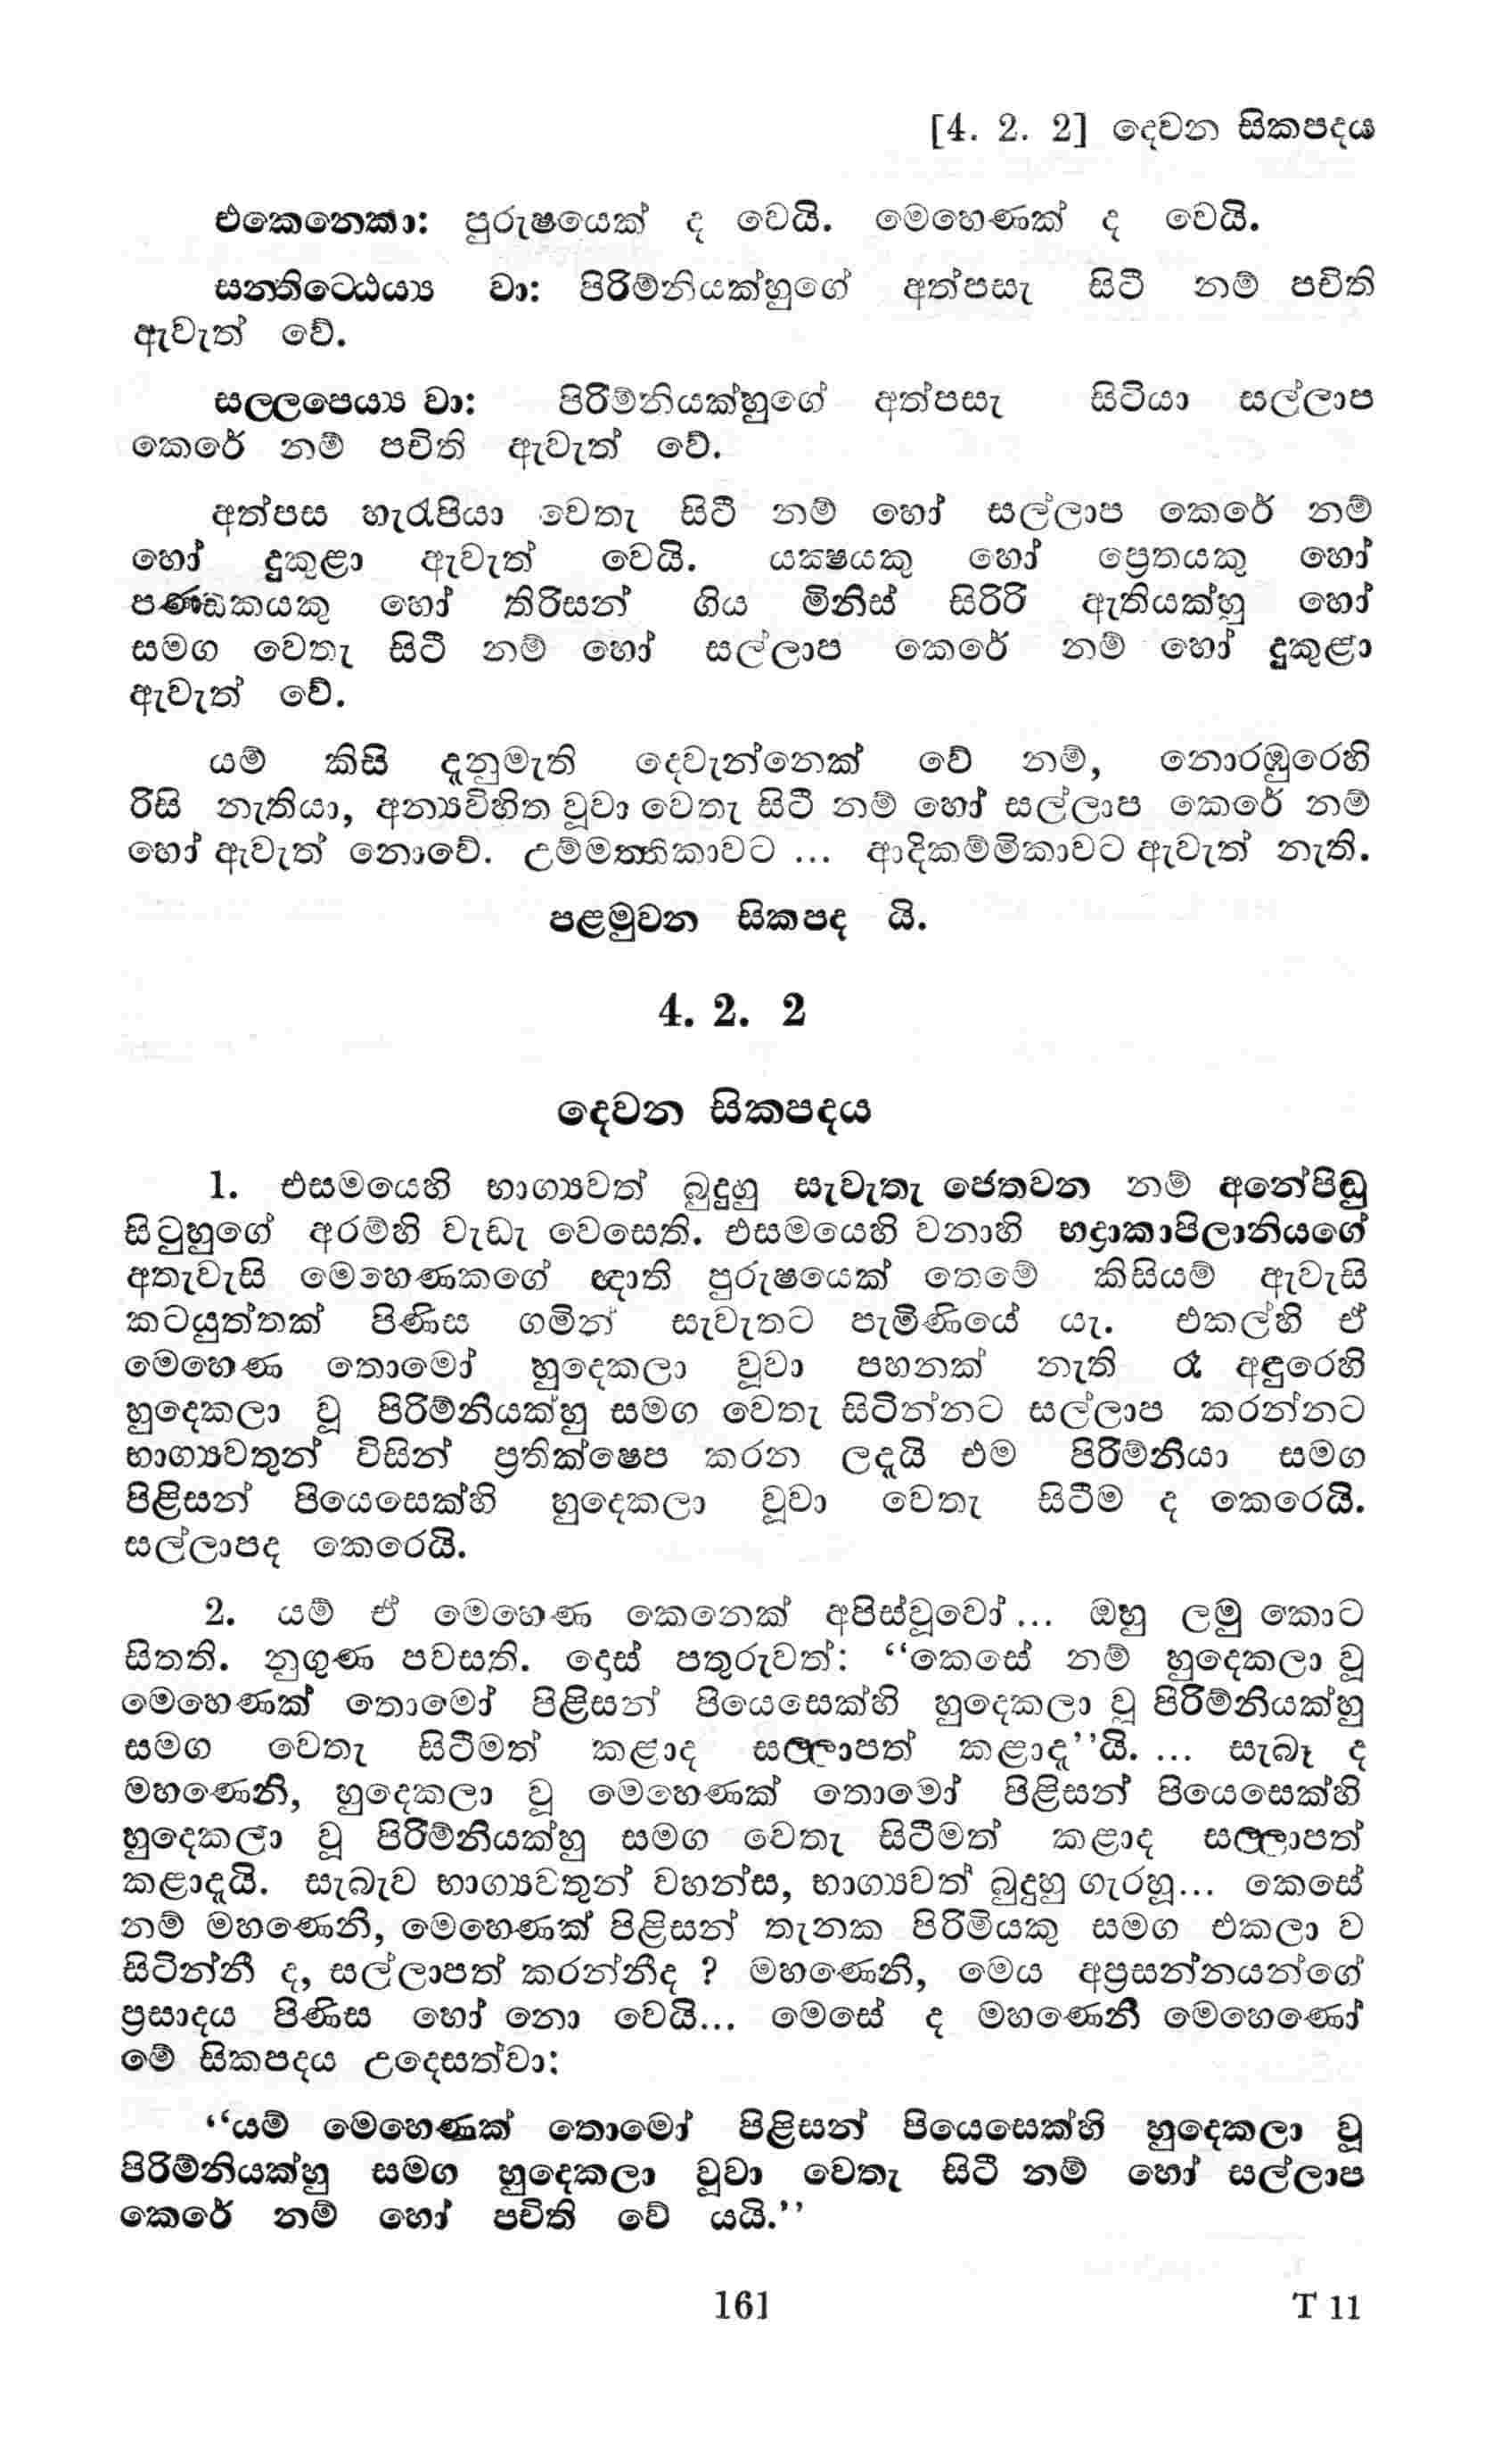 [4. 2. 2] දෙවන සිකපදය
එකෙනෙකා: පුරුෂයෙක් ද වෙයි. මෙහෙණක් ද වෙයි.
සන්තිට්ඨෙය්‍ය වා: පිරිම්නියක්හුගේ අත්පසැ සිටී නම් පචිති
ඇවැත් වේ.
සල්ලපෙය්‍ය වා: පිරිම්නියක්හුගේ අත්පසැ සිටියා සල්ලාප
කෙරේ නම් පචිති ඇවැත් වේ.
අත්පස හැරැපියා වෙතැ සිටී නම් හෝ සල්ලාප කෙරේ නම්
හෝ දුකුළා ඇවැත් වෙයි. යක්‍ෂයකු හෝ ප්‍රෙතයකු හෝ
පණ්ඩකයකු හෝ තිරිසන් ගිය මිනිස් සිරිරි ඇතියක්හු හෝ
සමග වෙතැ සිටී නම් හෝ සල්ලාප කෙරේ නම් හෝ දුකුළා
ඇවැත් වේ.
යම් කිසි දැනුමැති දෙවැන්නෙක් වේ නම්, නොරඹුරෙහි
රිසි නැතියා, අන්‍යවිහිත වූවා වෙතැ සිටී නම් හෝ සල්ලාප කෙරේ නම්
හෝ ඇවැත් නොවේ. උම්මත්තිකාවට ... ආදිකම්මිකාවට ඇවැත් නැති.
පළමුවන සිකපද යි.
4. 2. 2
දෙවන සිකපදය
1. එසමයෙහි භාග්‍යවත් බුදුහු සැවැතැ ජෙතවන නම් අනේපිඬු
සිටුහුගේ අරම්හි වැඩැ වෙසෙති. එසමයෙහි වනාහි භද්‍රාකාපිලානියගේ
අතැවැසි මෙහෙණකගේ ඥාති පුරුෂයෙක් තෙමේ කිසියම් ඇවැසි
කටයුත්තක් පිණිස ගමින් සැවැතට පැමිණියේ යැ. එකල්හි ඒ
මෙහෙණ තොමෝ හුදෙකලා වූවා පහනක් නැති රෑ අඳුරෙහි
හුදෙකලා වූ පිරිම්නියක්හු සමග වෙතැ සිටින්නට සල්ලාප කරන්නට
භාග්‍යවතුන් විසින් ප්‍රතික්ෂෙප කරන ලදැයි එම පිරිම්නියා සමග
පිළිසන් පියෙසෙක්හි හුදෙකලා වූවා වෙතැ සිටීම ද කෙරෙයි.
සල්ලාපද කෙරෙයි.
2. යම් ඒ මෙහෙණ කෙනෙක් අපිස්වූවෝ... ඔහු ලමු කොට
සිතති. නුගුණ පවසති. දොස් පතුරුවත්: “කෙසේ නම් හුදෙකලා වූ
මෙහෙණක් තොමෝ පිළිසන් පියෙසෙක්හි හුදෙකලා වූ පිරිම්නියක්හු
සමග වෙතැ සිටීමත් කළාද සල්ලාපත් කළාදැ”යි. ... සැබෑ ද
මහණෙනි, හුදෙකලා වූ මෙහෙණක් තොමෝ පිළිසන් පියෙසෙක්හි
හුදෙකලා වූ පිරිම්නියක්හු සමග වෙතැ සිටීමත් කළාද සල්ලාපත්
කළාදැයි. සැබැව භාග්‍යවතුන් වහන්ස, භාග්‍යවත් බුදුහු ගැරහූ... කෙසේ
නම් මහණෙනි, මෙහෙණක් පිළිසන් තැනක පිරිමියකු සමග එකලා ව
සිටින්නී ද, සල්ලාපත් කරන්නීද ? මහණෙනි, මෙය අප්‍රසන්නයන්ගේ
ප්‍රසාදය පිණිස හෝ නො වෙයි... මෙසේ ද මහණෙනි මෙහෙණෝ
මේ සිකපදය උදෙසත්වා:
“යම් මෙහෙණක් තොමෝ පිළිසන් පියෙසෙක්හි හුදෙකලා වූ
පිරිම්නියක්හු සමග හුදෙකලා වූවා වෙතැ සිටී නම් හෝ සල්ලාප
කෙරේ නම් හෝ පචිති වේ යයි.”
161 T 11